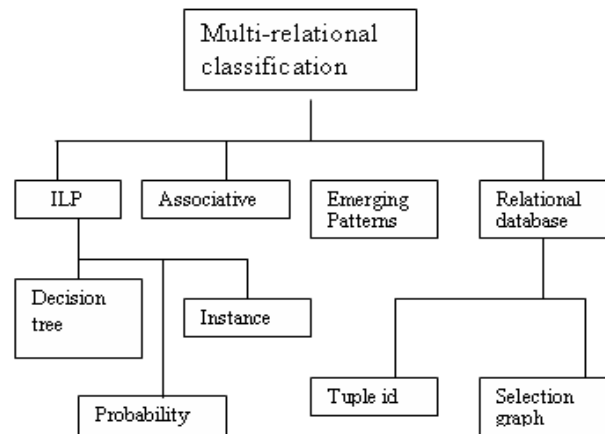 Multi-relational
classification
ILP
Associative
Emerging
Patterns
Relational
database
Decision
tree
Instance
Probability
Tuple id
Selection
graph